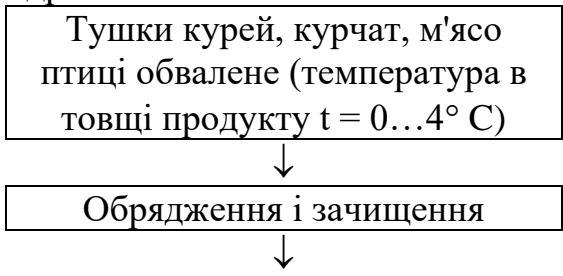 Тушки курей, курчат, м'ясо
птиці обвалене (температура в
товщі продукту t = 0…4° С)
↓
Обрядження і зачищення
↓